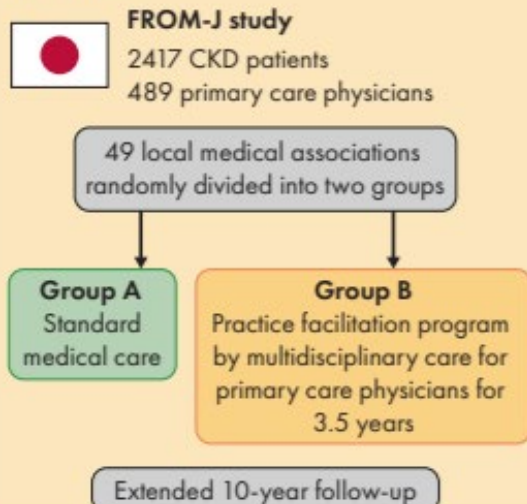 FROM-J study
2417 CKD patients
489 primary care physicians
49 local medical associations
randomly divided into two groups
Group A
Standard
medical care
Group B
Practice facilitation program
by multidisciplinary care for
primary care physicians for
3.5 years
Extended 10-year follow-up